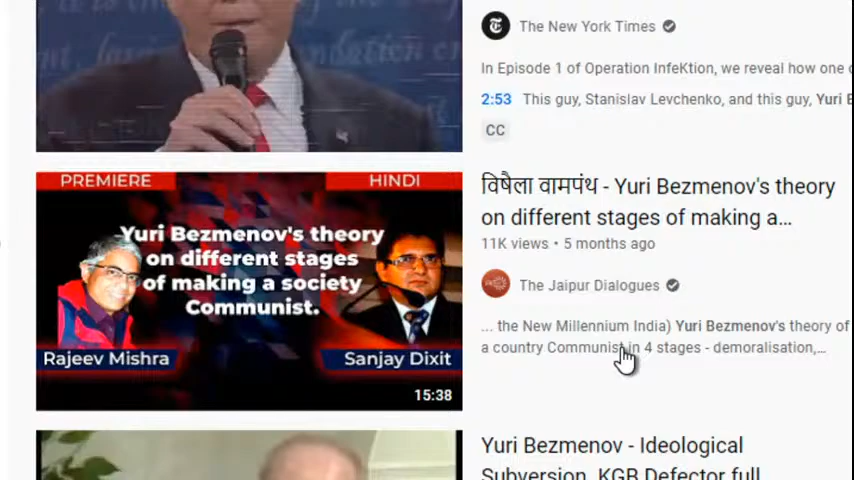 The New York Times
In Episode 1 of Operation InfeKtion, we reveal how one
2:53 This guy, Stanislav Levchenko, and this guy, Yuri
CC
PREMIERE HINDI
Yuri Bezmenov's theory
on different stages
of making a society
Communist.
Rajeev Mishra Sanjay Dixit
15:38
विषैला वामपंथ - Yuri Bezmenov's theory
on different stages of making a...
11K views • 5 months ago
The Jaipur Dialogues
... the New Millennium India) Yuri Bezmenov's theory of
a country Communist in 4 stages - demoralisation,...
Yuri Bezmenov - Ideological
Subversion, KGB Defector full